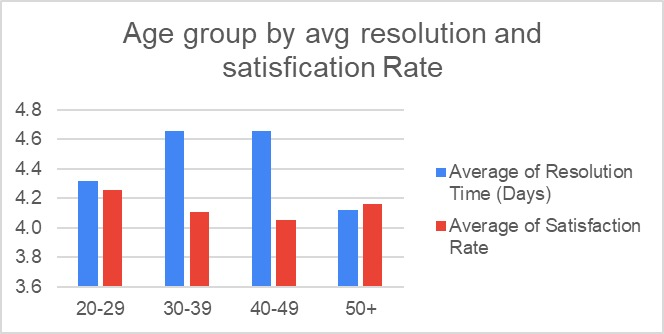 Age group by avg resolution and
satisfication Rate
4.8
4.6
4.4
4.2
4.0
3.8
3.6
20-29 30-39 40-49 50+
Average of Resolution
Time (Days)
Average of Satisfaction
Rate